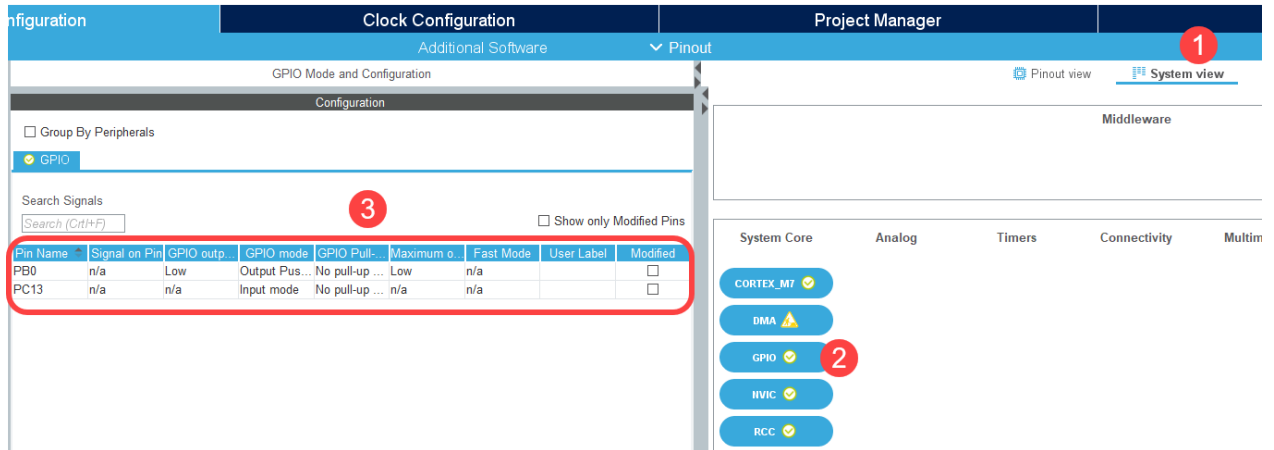 nfiguration
Clock Configuration
Project Manager
Additional Software
Pinout
1
GPIO Mode and Configuration
Pinout view
System view
Configuration
Middleware
Group By Peripherals
GPIO
Search Signals
3
Search (Crtl+F)
Show only Modified Pins
Pin Name Signal on Pin GPIO outp... GPIO mode GPIO Pull-... Maximum o... Fast Mode User Label Modified
PB0 n/a Low Output Pus... No pull-up ... Low n/a
PC13 n/a n/a Input mode No pull-up ... n/a n/a
System Core Analog Timers Connectivity Multim
CORTEX_M7
DMA
GPIO
2
NVIC
RCC